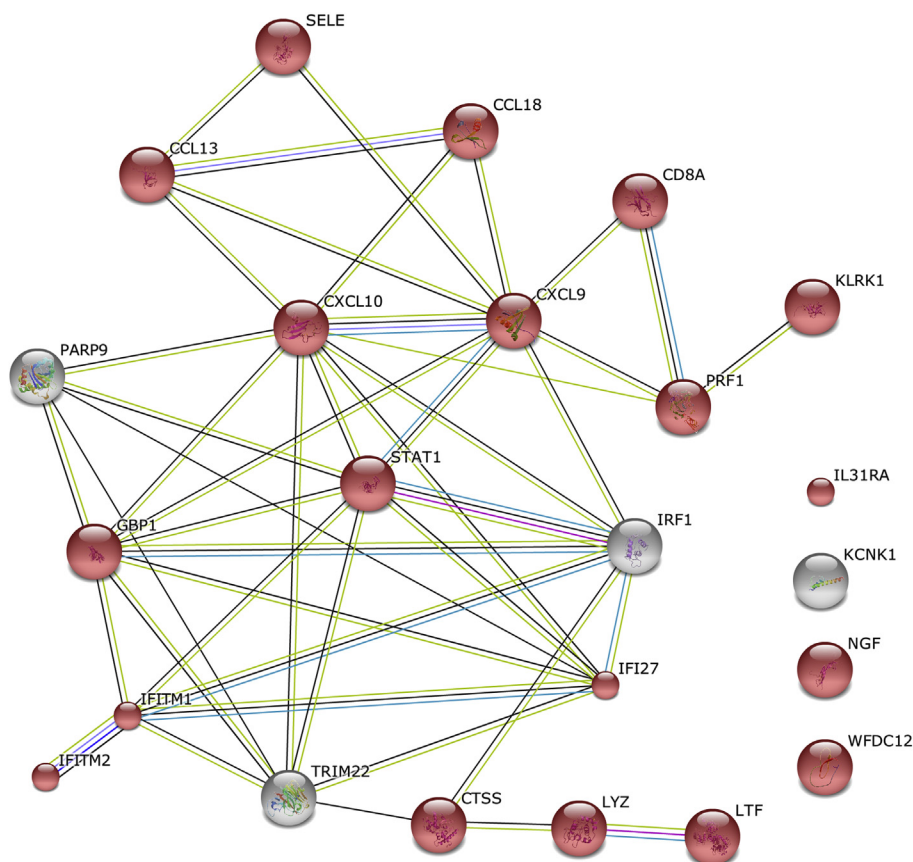 SELE
CCL18
CCL13
CD8A
KLRK1
CXCL10
CXCL9
PARP9
PRF1
STAT1
IL31RA
GBP1
IRF1
KCNK1
NGF
IFI27
IFITM1
WFDC12
IFITM2
TRIM22
CTSS
LYZ
LTF